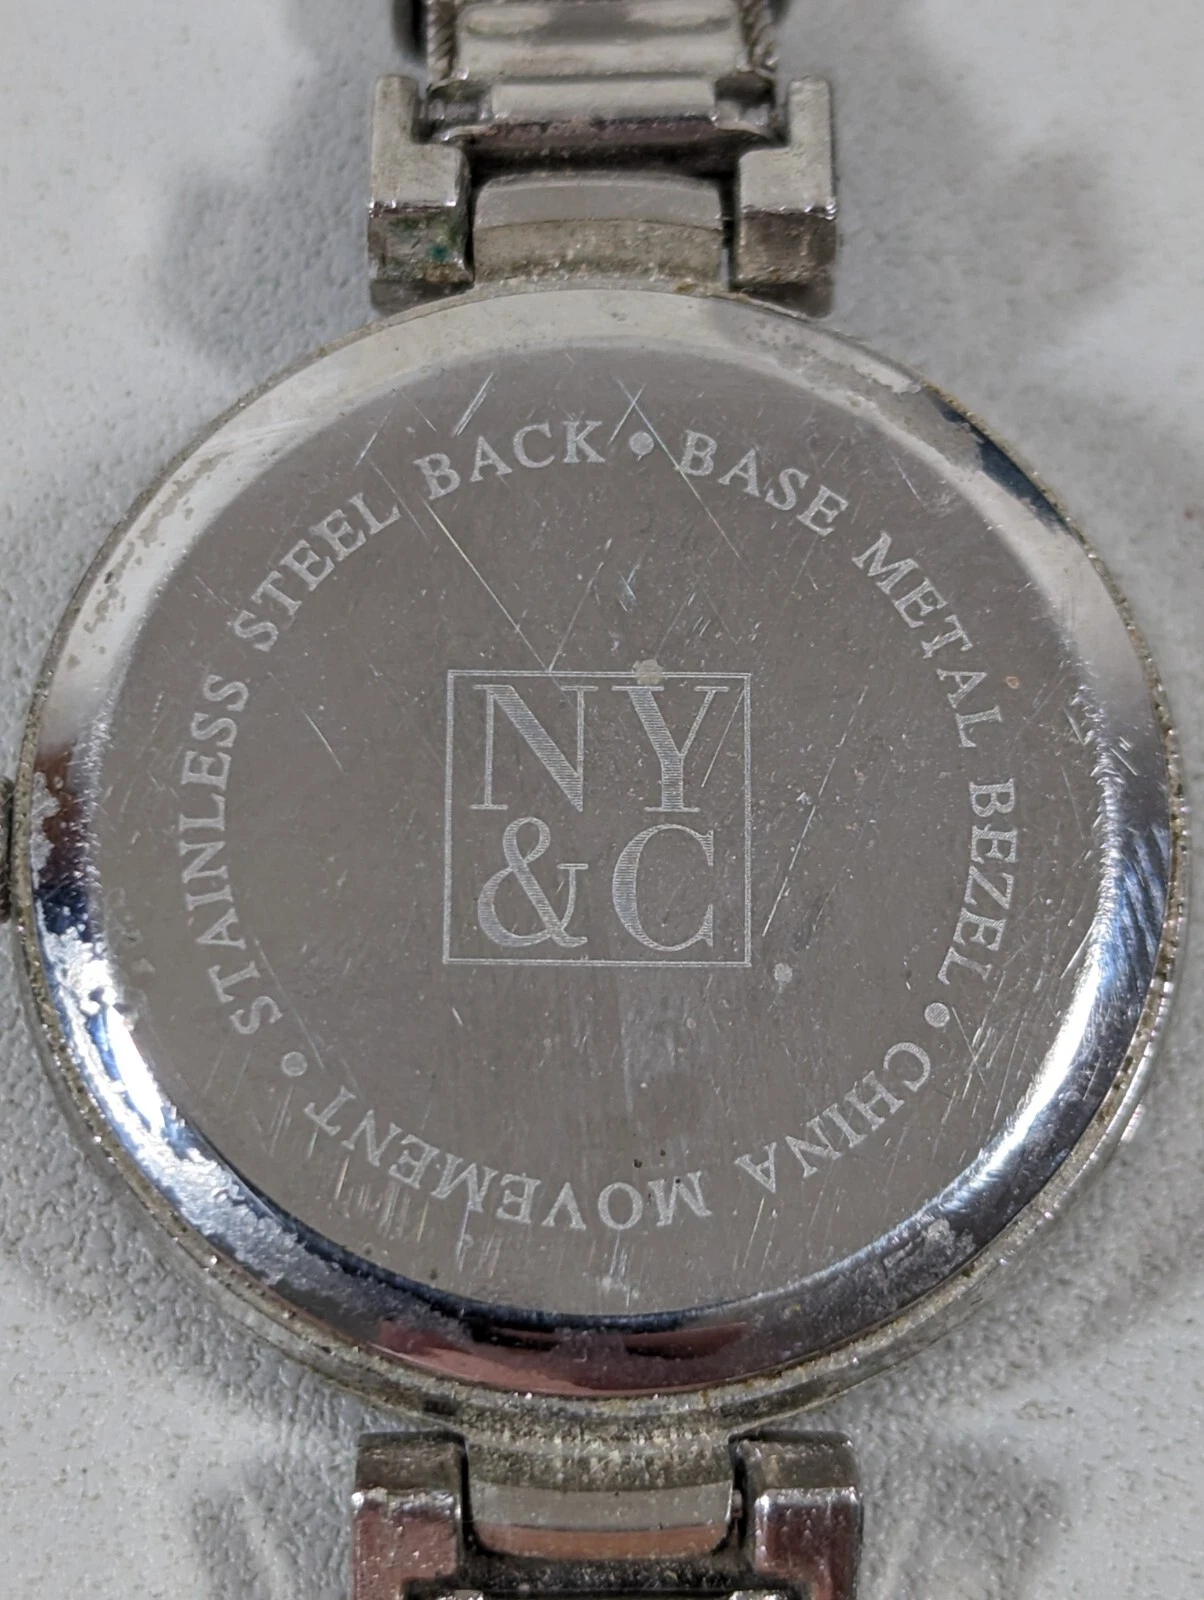 STAINLESS STEEL BACK • BASE METAL BEZEL • CHINA MOVEMENT •
NY
&C